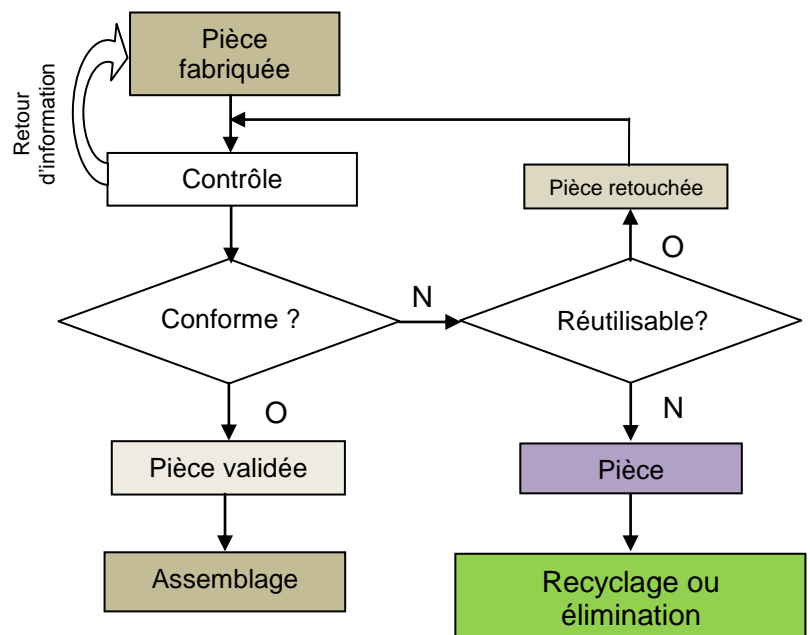 Pièce
fabriquée
Retour
d'information
Contrôle
Pièce retouchée
O
Conforme ?
N
Réutilisable?
O
N
Pièce validée
Pièce
Assemblage
Recyclage ou
élimination